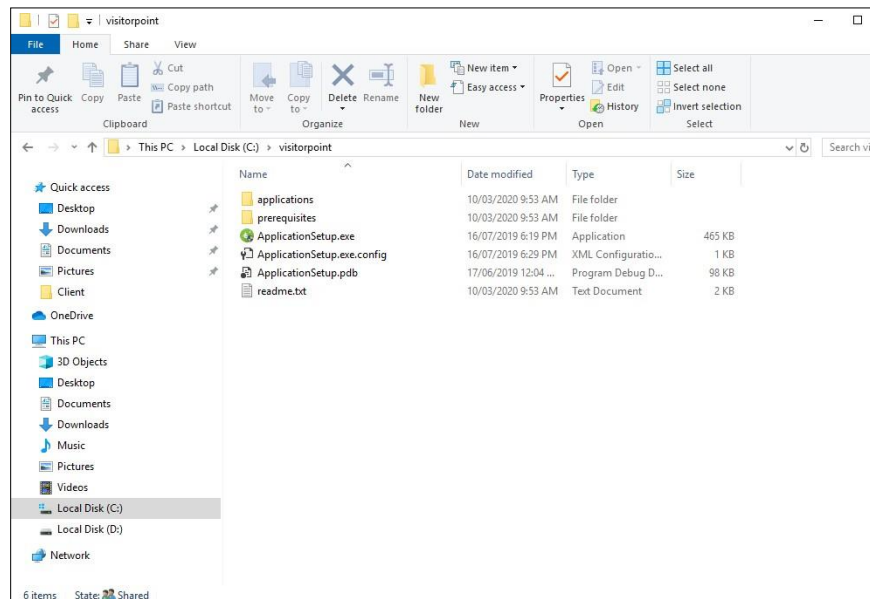 visitorpoint
File Home Share View
Pin to Quick access Copy Paste Cut Copy path Paste shortcut
Clipboard
Move to Copy to Delete Rename
Organize
New folder New item Easy access
New
Properties Open Edit History
Open
Select all Select none Invert selection
Select
This PC > Local Disk (C:) > visitorpoint
Search vi
Name Date modified Type Size
applications 10/03/2020 9:53 AM File folder
prerequisites 10/03/2020 9:53 AM File folder
ApplicationSetup.exe 16/07/2019 6:19 PM Application 465 KB
ApplicationSetup.exe.config 16/07/2019 6:29 PM XML Configuratio... 1 KB
ApplicationSetup.pdb 17/06/2019 12:04 ... Program Debug D... 98 KB
readme.txt 10/03/2020 9:53 AM Text Document 2 KB
Quick access
Desktop
Downloads
Documents
Pictures
Client
OneDrive
This PC
3D Objects
Desktop
Documents
Downloads
Music
Pictures
Videos
Local Disk (C:)
Local Disk (D:)
Network
6 items State: Shared